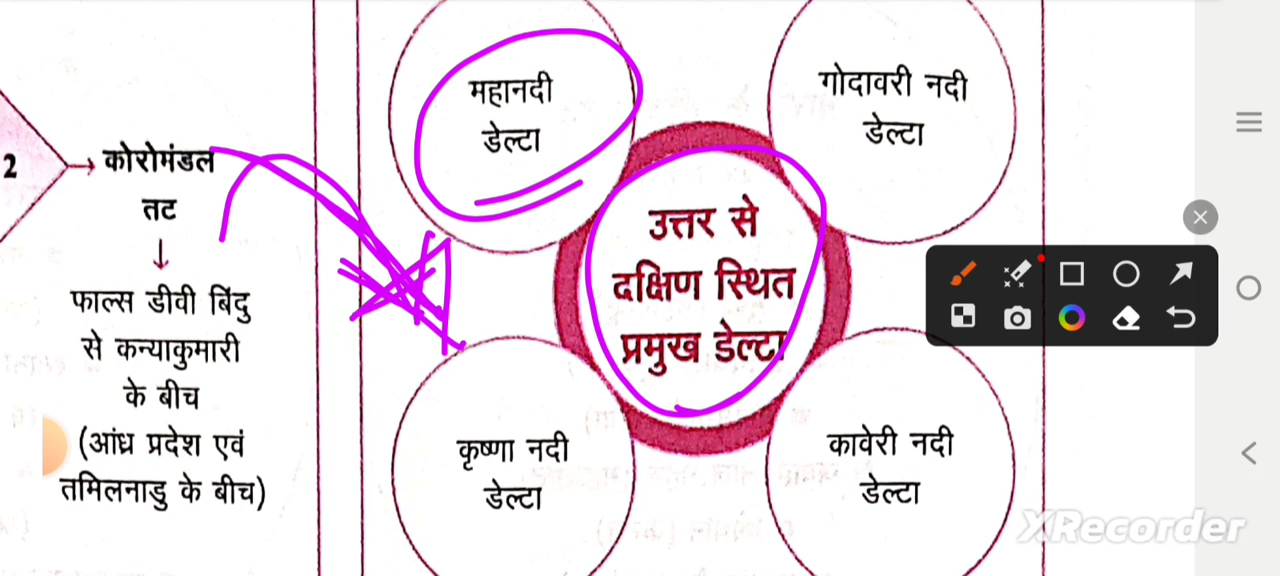 2
→ कोरोमंडल
तट
↓
फाल्स डीवी बिंदु
से कन्याकुमारी
के बीच
(आंध्र प्रदेश एवं
तमिलनाडु के बीच)
महानदी
डेल्टा
गोदावरी नदी
डेल्टा
उत्तर से
दक्षिण स्थित
प्रमुख डेल्टा
कृष्णा नदी
डेल्टा
कावेरी नदी
डेल्टा
XRecorder